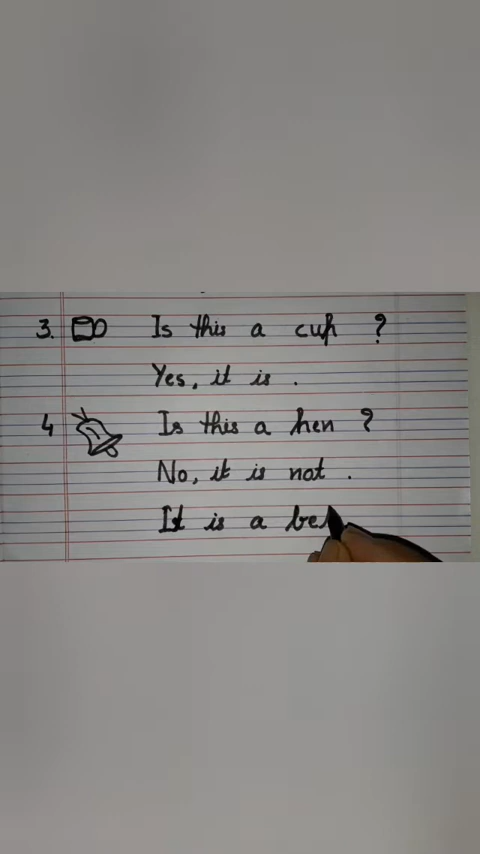 3. Is this a cup ?
Yes, it is .
4 Is this a hen ?
No, it is not .
It is a